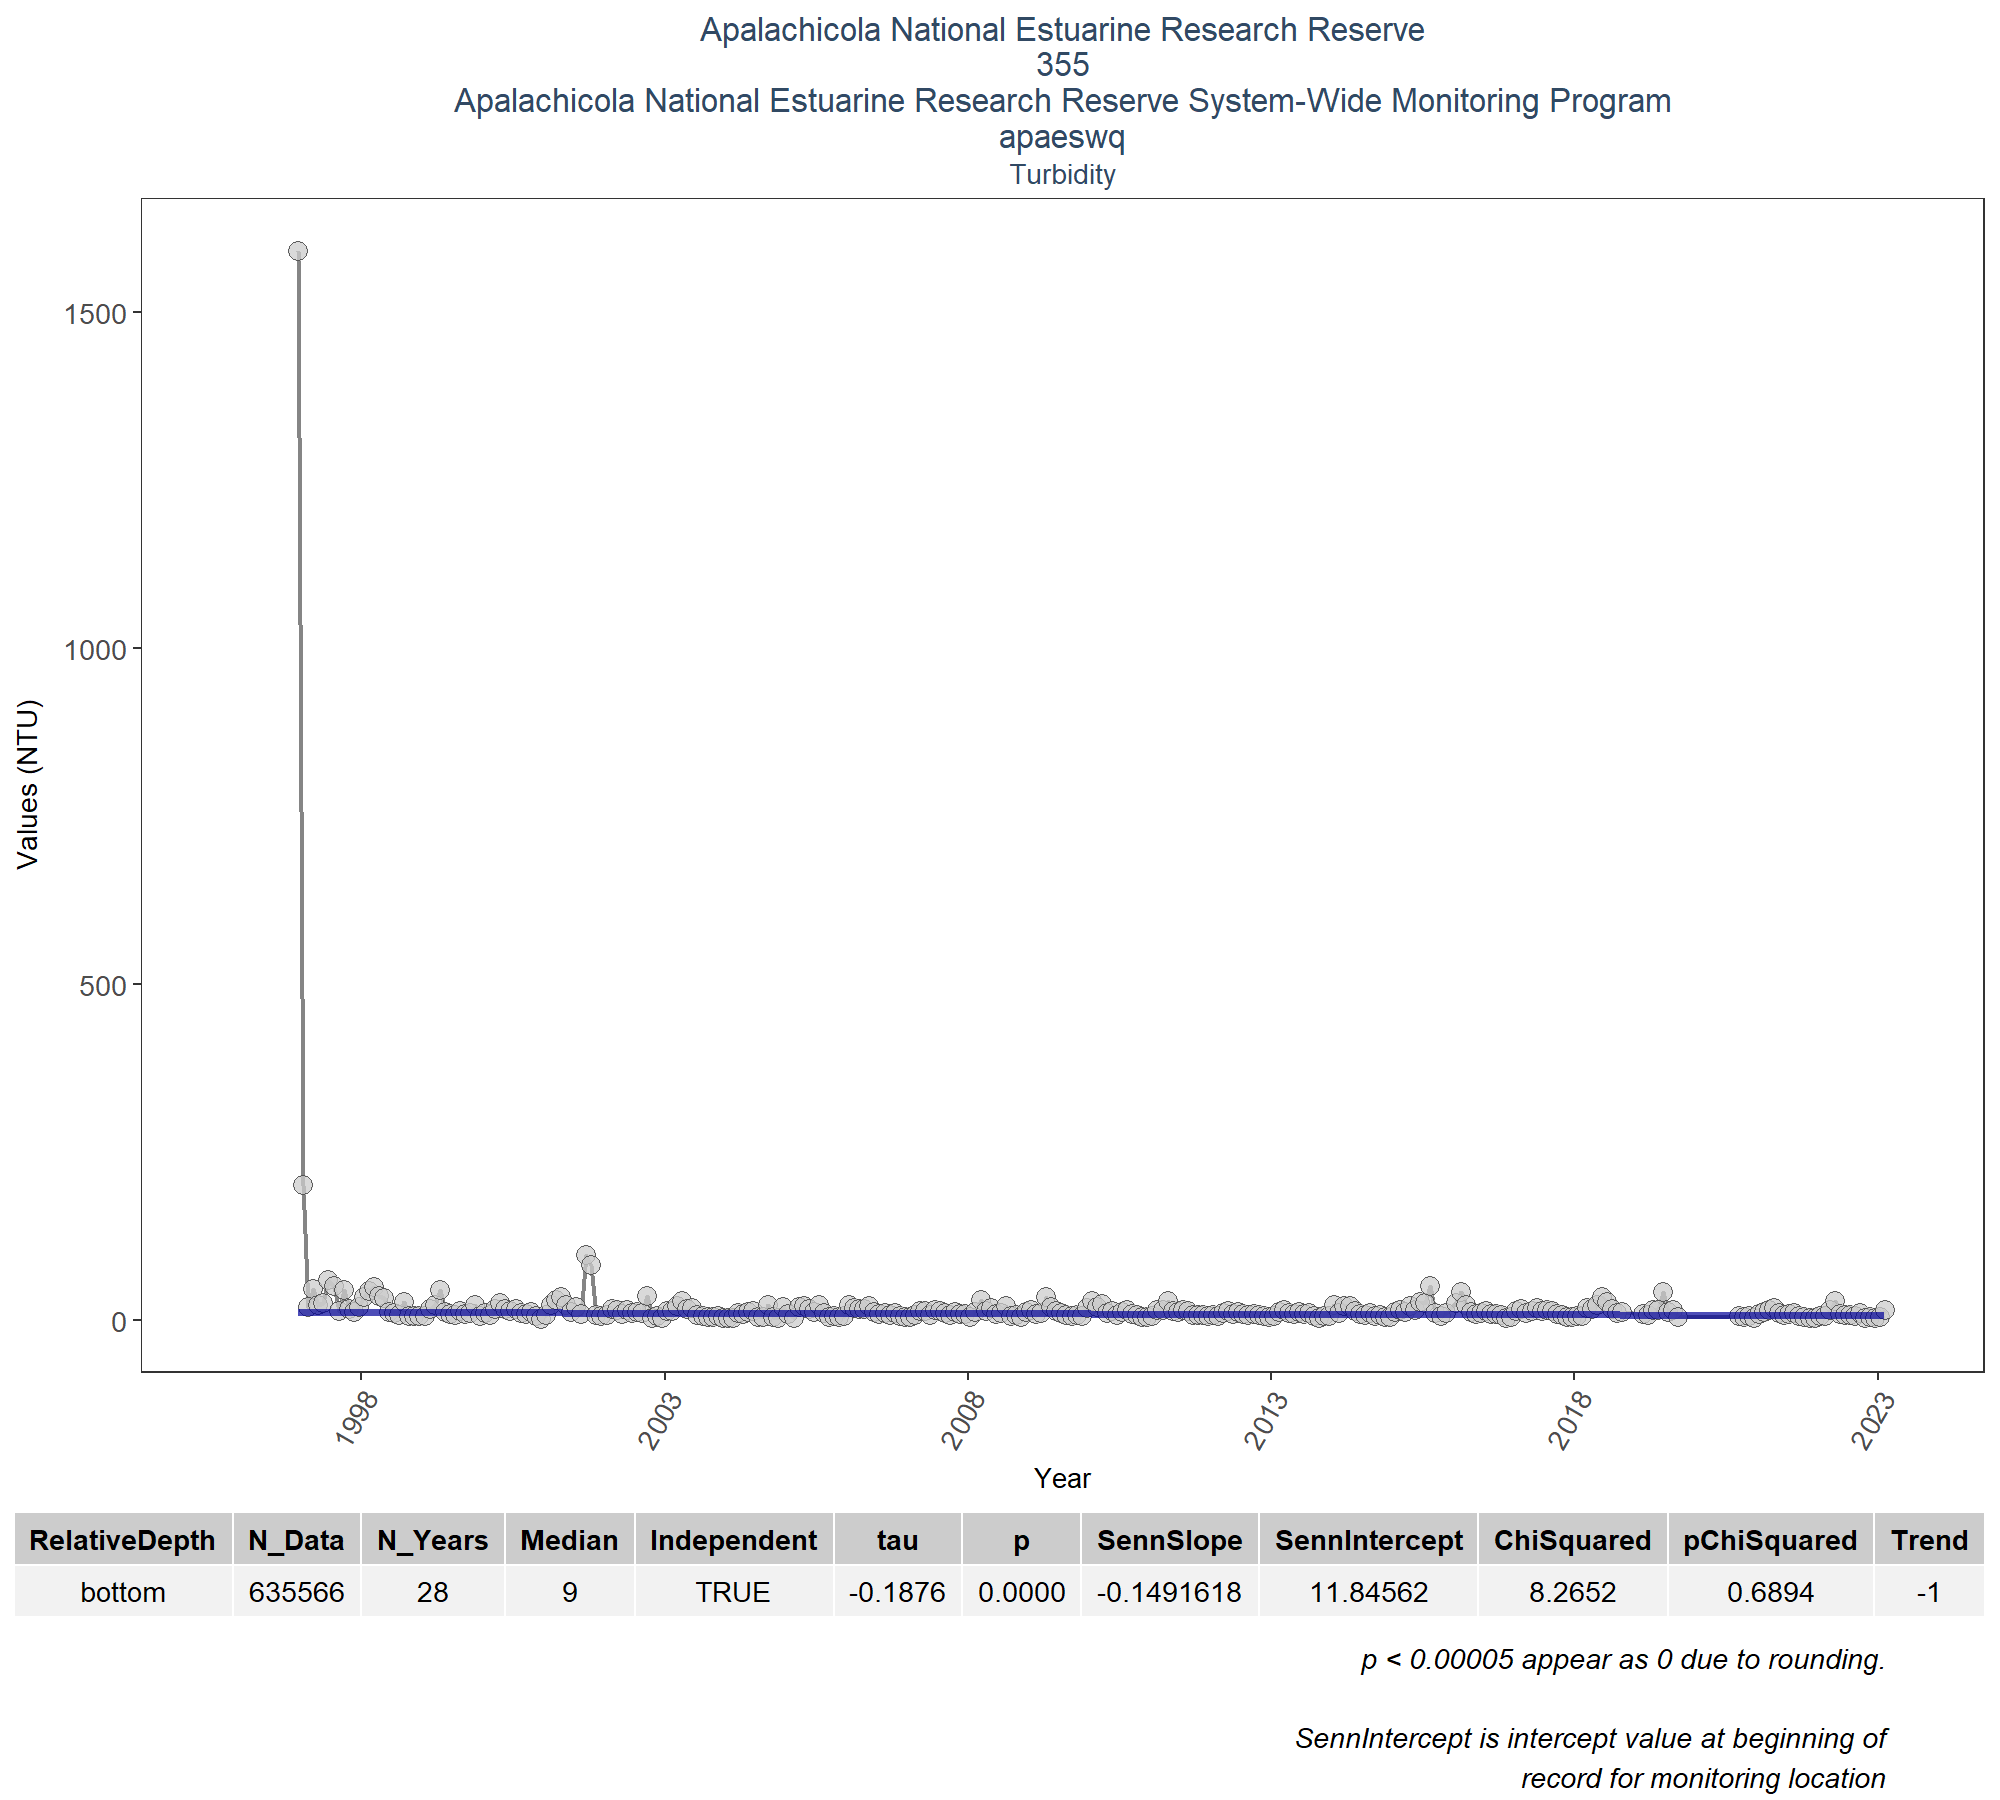 Apalachicola National Estuarine Research Reserve
355
Apalachicola National Estuarine Research Reserve System-Wide Monitoring Program
apaeswq
Turbidity
Values (NTU)
1500
1000
500
0
1998 2003 2008 2013 2018 2023
Year
RelativeDepth N_Data N_Years Median Independent tau p SennSlope SennIntercept ChiSquared pChiSquared Trend
bottom 635566 28 9 TRUE -0.1876 0.0000 -0.1491618 11.84562 8.2652 0.6894 -1
p < 0.00005 appear as 0 due to rounding.
SennIntercept is intercept value at beginning of
record for monitoring location